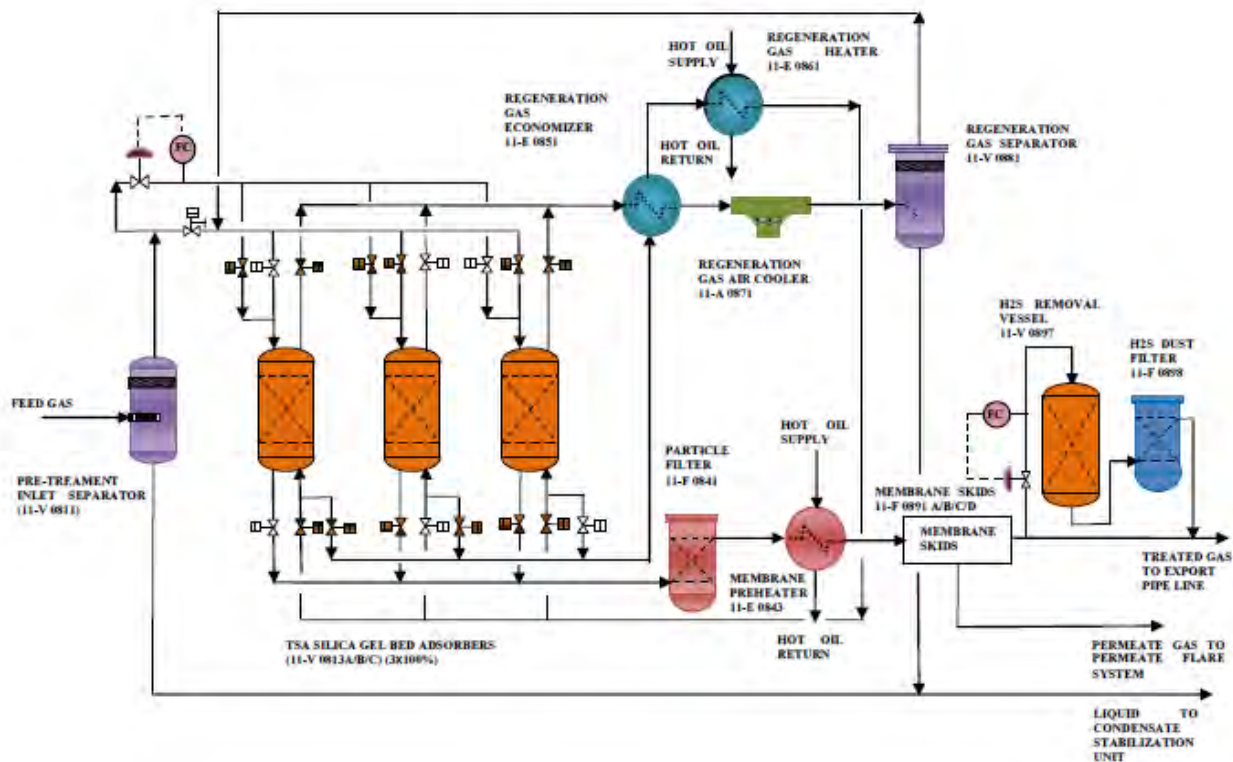 HOT OIL
SUPPLY
REGENERATION
GAS HEATER
11-E 0861
REGENERATION
GAS
ECONOMIZER
11-E 0851
HOT OIL
RETURN
REGENERATION
GAS SEPARATOR
11-V 0881
FC
REGENERATION
GAS AIR COOLER
11-A 0871
H2S REMOVAL
VESSEL
11-V 0897
H2S DUST
FILTER
11-F 0898
FEED GAS
FC
HOT OIL
SUPPLY
PARTICLE
FILTER
11-F 0841
PRE-TREAMENT
INLET SEPARATOR
(11-V 0811)
MEMBRANE SKIDS
11-F 0891 A/B/C/D
MEMBRANE
SKIDS
TREATED GAS
TO EXPORT
PIPE LINE
MEMBRANE
PREHEATER
11-E 0843
HOT OIL
RETURN
TSA SILICA GEL BED ADSORBERS
(11-V 0813A/B/C) (3X100%)
PERMEATE GAS TO
PERMEATE FLARE
SYSTEM
LIQUID TO
CONDENSATE
STABILIZATION
UNIT